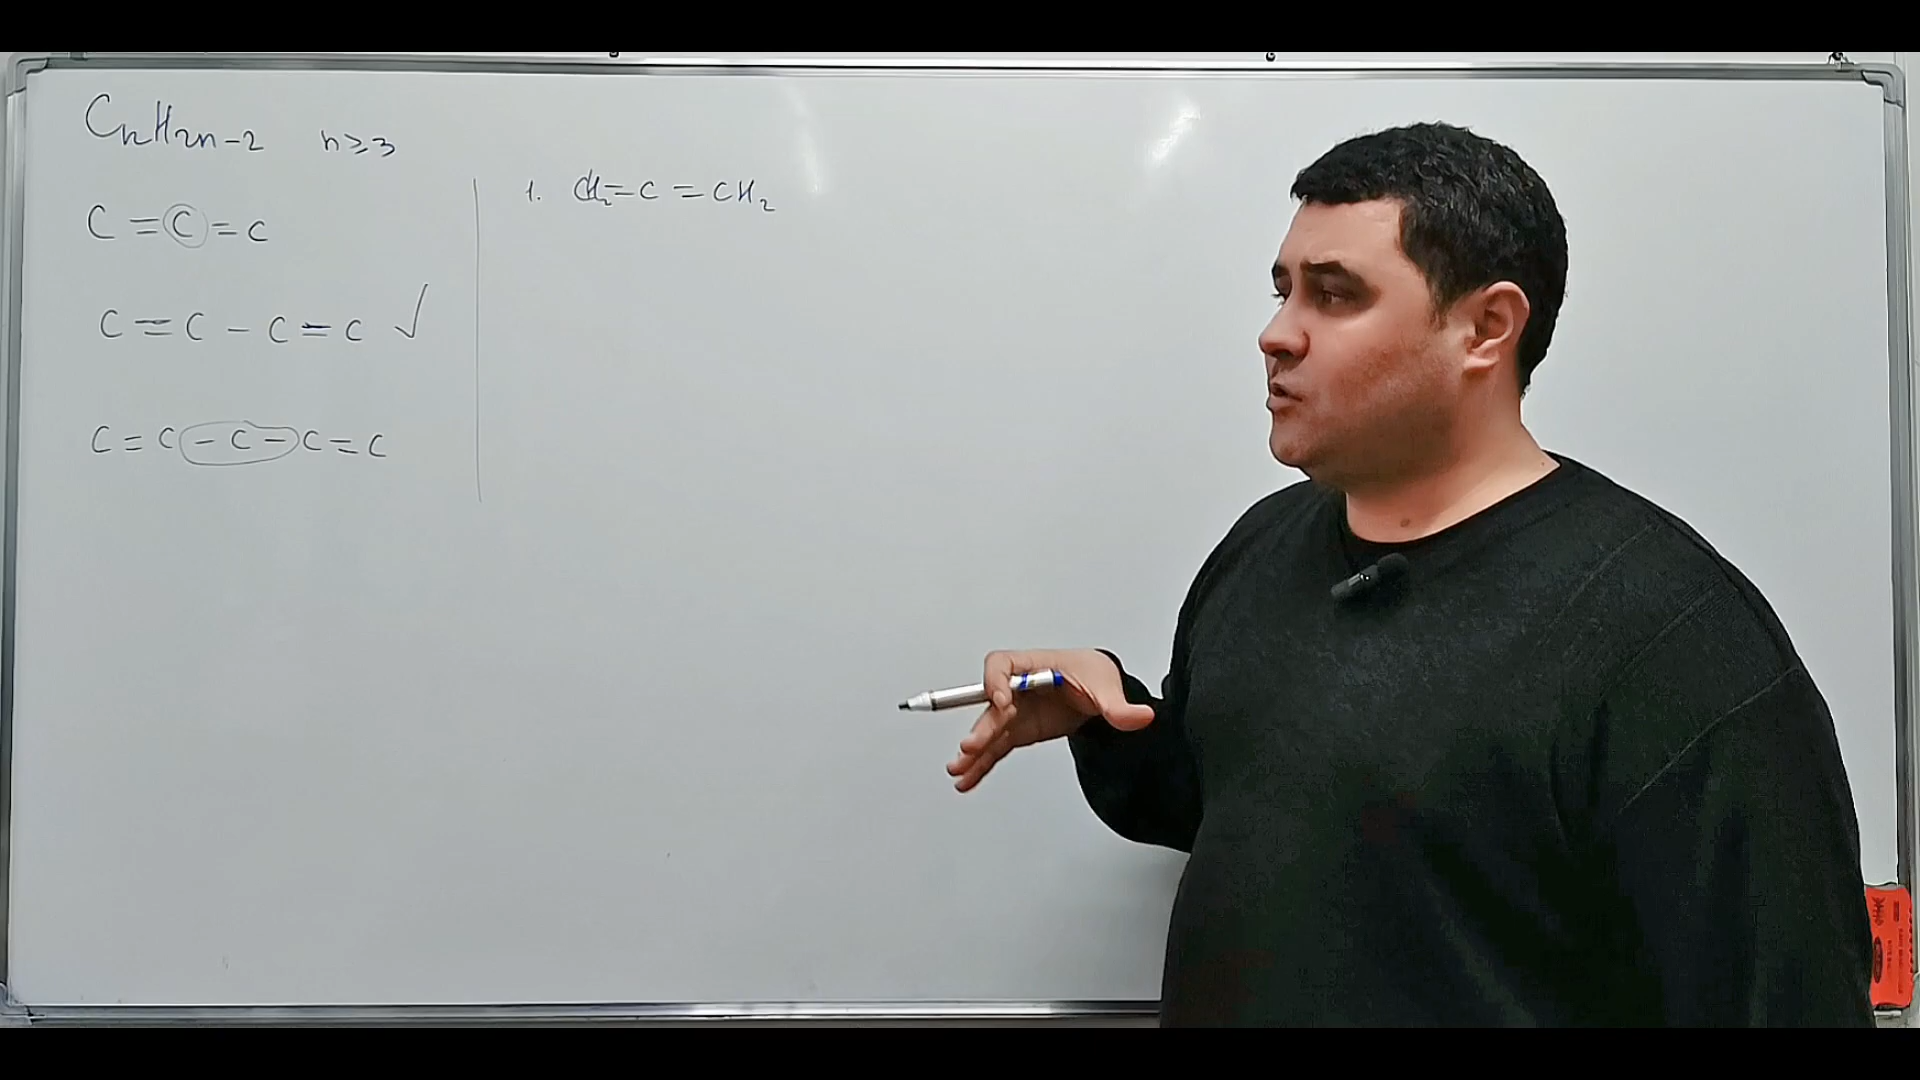 CnH2n-2 n≥3
C=C=C
C=C-C=C ✓
C=C-C-C=C
1. CH2=C=CH2